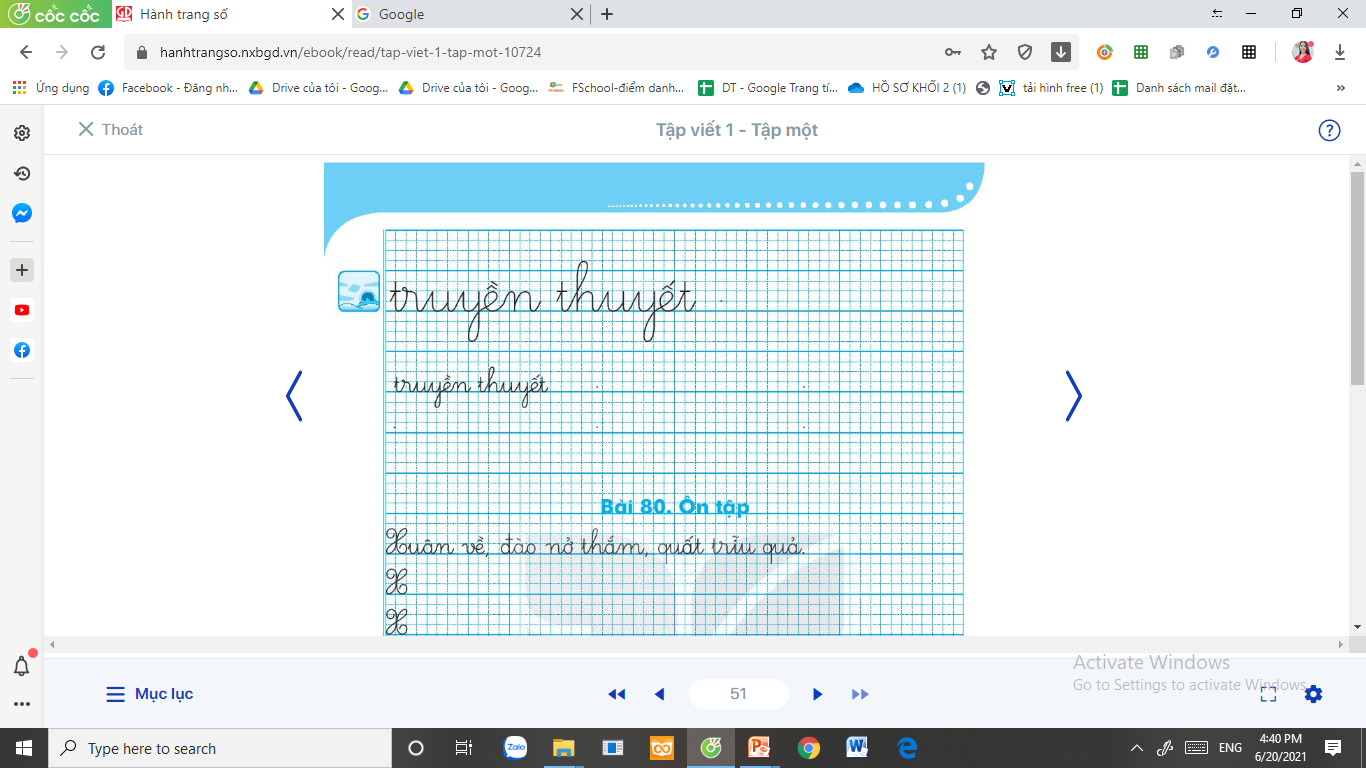 cốc cốc
Hành trang số
Google
hanhtrangso.nxbgd.vn/ebook/read/tap-viet-1-tap-mot-10724
Ứng dụng
Facebook - Đăng nh...
Drive của tôi - Goog...
Drive của tôi - Goog...
FSchool-điểm danh...
DT - Google Trang tí...
HỒ SƠ KHỐI 2 (1)
tải hình free (1)
Danh sách mail đặt...
»
Thoát
Tập viết 1 - Tập một
?
truyền thuyết
truyền thuyết
Bài 80. Ôn tập
Xuân về, đào nở thắm, quất trĩu quả.
X
X
Activate Windows
Go to Settings to activate Windows.
Mục lục
51
Type here to search
Zalo
ENG
4:40 PM
6/20/2021